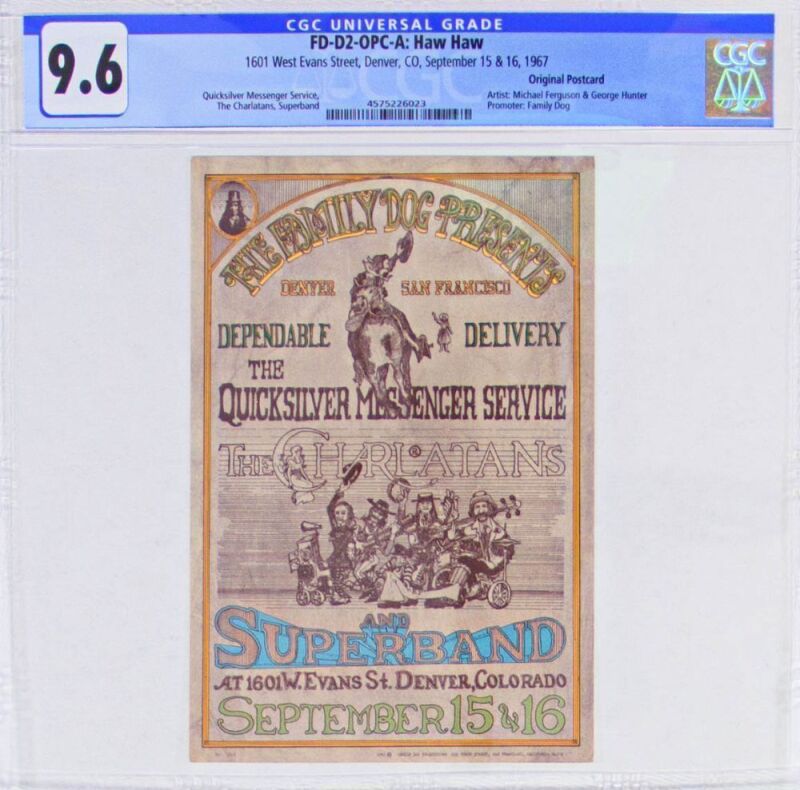 CGC UNIVERSAL GRADE
9.6
FD-D2-OPC-A: Haw Haw
1601 West Evans Street, Denver, CO, September 15 & 16, 1967
Original Postcard
Quicksilver Messenger Service,
The Charlatans, Superband
4575226023
Artist: Michael Ferguson & George Hunter
Promoter: Family Dog
CGC
THE FAMILY DOG PRESENTS
DENVER SAN FRANCISCO
DEPENDABLE DELIVERY
THE
QUICKSILVER MESSENGER SERVICE
THE CHARLATANS
®
AND
SUPERBAND
AT 1601 W. EVANS ST. DENVER, COLORADO
SEPTEMBER 15 & 16